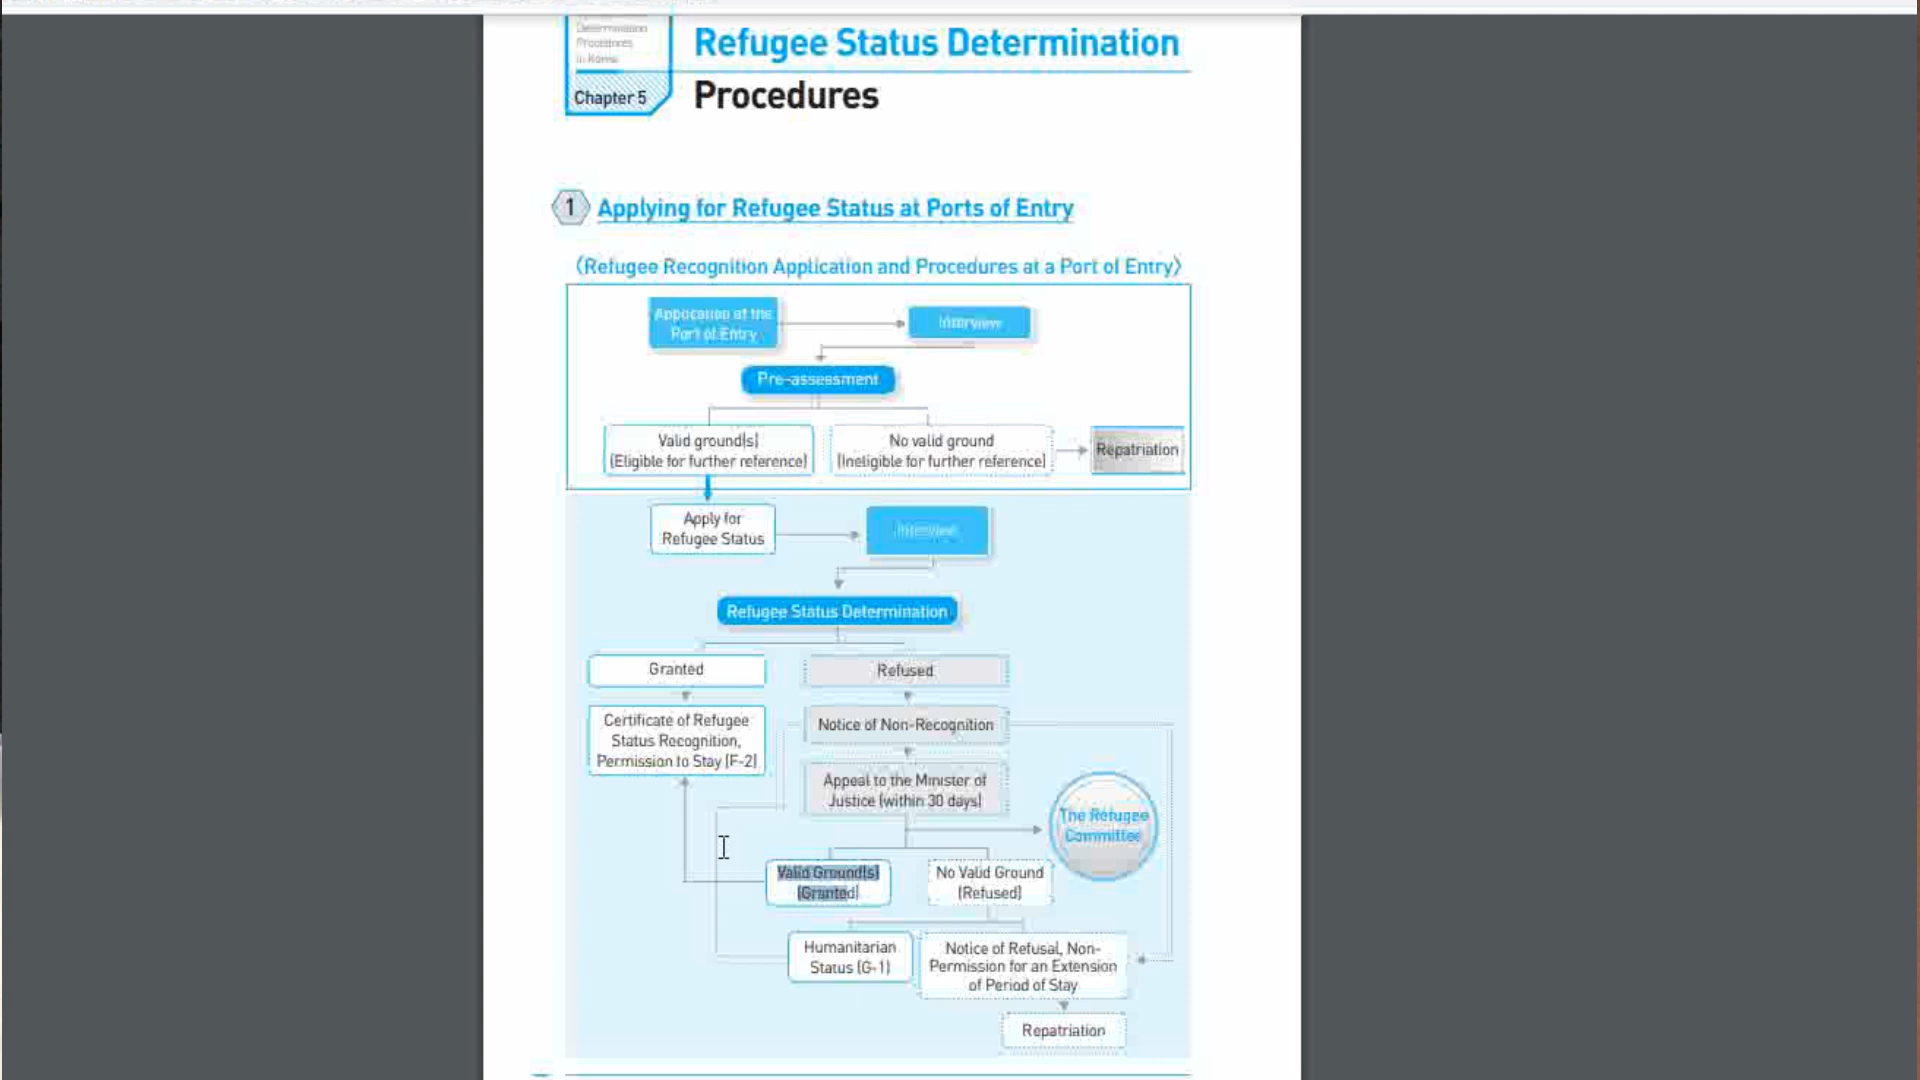 Determination
Procedures
in Korea
Chapter 5
Refugee Status Determination
Procedures
1 Applying for Refugee Status at Ports of Entry
〈Refugee Recognition Application and Procedures at a Port of Entry〉
Application at the
Port of Entry
Interview
Pre-assessment
Valid ground(s)
(Eligible for further reference)
No valid ground
(Ineligible for further reference)
Repatriation
Apply for
Refugee Status
Interview
Refugee Status Determination
Granted
Refused
Certificate of Refugee
Status Recognition,
Permission to Stay (F-2)
Notice of Non-Recognition
Appeal to the Minister of
Justice (within 30 days)
The Refugee
Committee
Valid Ground(s)
(Granted)
No Valid Ground
(Refused)
Humanitarian
Status (G-1)
Notice of Refusal, Non-
Permission for an Extension
of Period of Stay
Repatriation